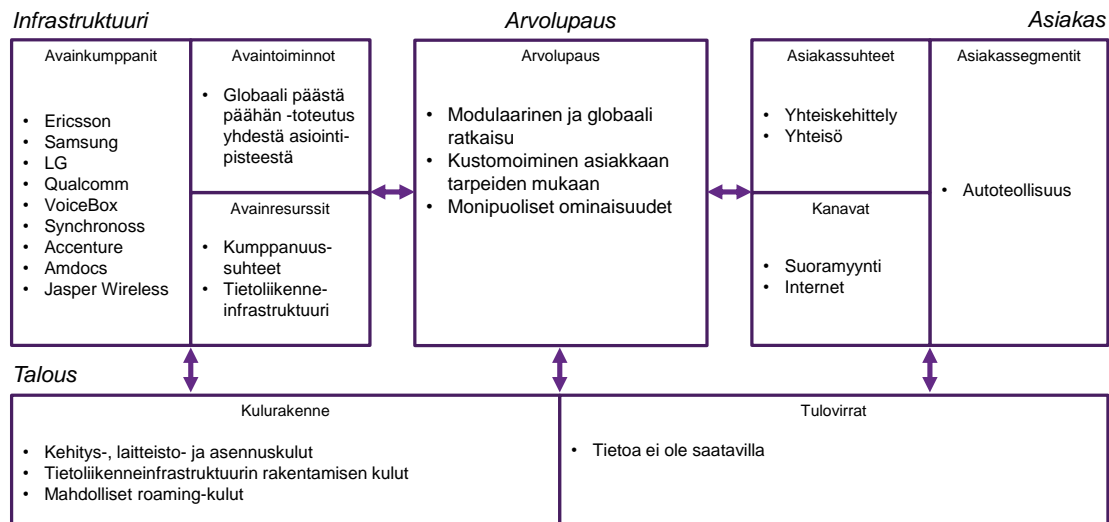 Infrastruktuuri
Arvolupaus
Asiakas
Avainkumppanit
• Ericsson
• Samsung
• LG
• Qualcomm
• VoiceBox
• Synchronoss
• Accenture
• Amdocs
• Jasper Wireless
Avaintoiminnot
• Globaali päästä
päähän -toteutus
yhdestä asiointi-
pisteestä
Avainresurssit
• Kumppanuus-
suhteet
• Tietoliikenne-
infrastruktuuri
Arvolupaus
• Modulaarinen ja globaali
ratkaisu
• Kustomoiminen asiakkaan
tarpeiden mukaan
• Monipuoliset ominaisuudet
Asiakassuhteet
• Yhteiskehittely
• Yhteisö
Kanavat
• Suoramyynti
• Internet
Asiakassegmentit
• Autoteollisuus
Talous
Kulurakenne
• Kehitys-, laitteisto- ja asennuskulut
• Tietoliikenneinfrastruktuurin rakentamisen kulut
• Mahdolliset roaming-kulut
Tulovirrat
• Tietoa ei ole saatavilla